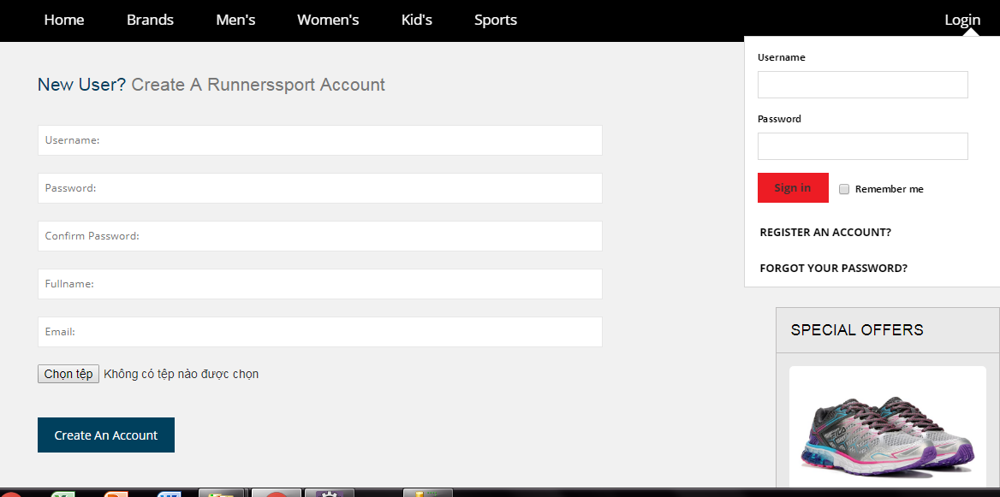 Home Brands Men's Women's Kid's Sports Login
New User? Create A Runnerssport Account
Username:
Password:
Confirm Password:
Fullname:
Email:
Chọn tệp Không có tệp nào được chọn
Create An Account
Username
Password
Sign in Remember me
REGISTER AN ACCOUNT?
FORGOT YOUR PASSWORD?
SPECIAL OFFERS